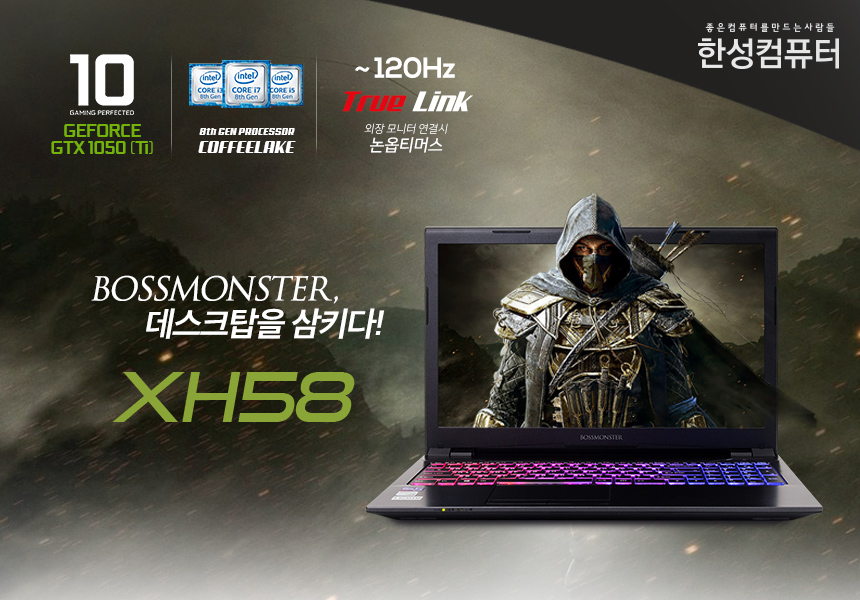 좋은컴퓨터를만드는사람들
한성컴퓨터
10
GAMING PERFECTED
GEFORCE
GTX 1050 (Ti)
intel
CORE i3
8th Gen
intel
CORE i7
8th Gen
intel
CORE i5
8th Gen
8th GEN PROCESSOR
COFFEELAKE
~120Hz
True Link
외장 모니터 연결시
논옵티머스
BOSSMONSTER,
데스크탑을 삼키다!
XH58
BOSSMONSTER